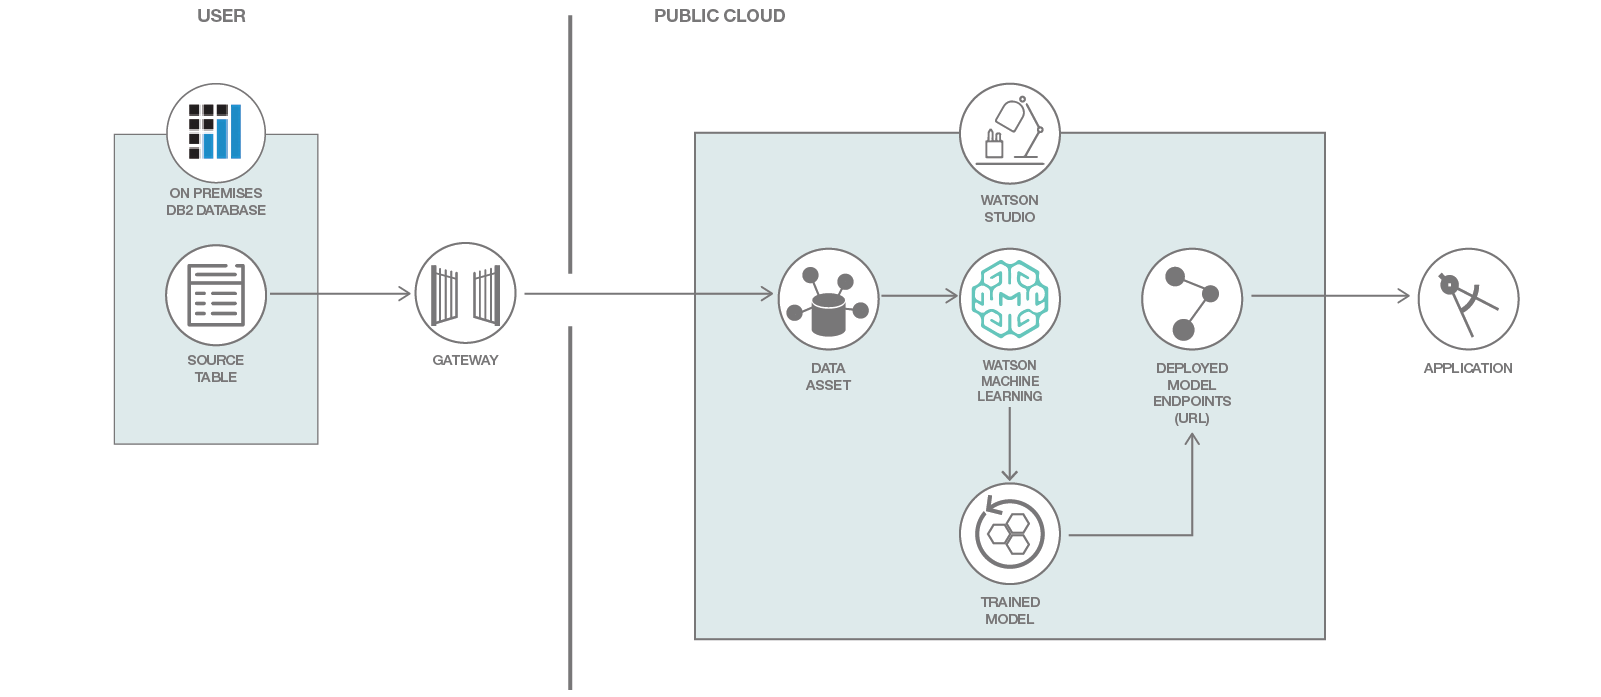 USER
PUBLIC CLOUD
ON PREMISES
DB2 DATABASE
SOURCE
TABLE
GATEWAY
WATSON
STUDIO
DATA
ASSET
WATSON
MACHINE
LEARNING
DEPLOYED
MODEL
ENDPOINTS
(URL)
APPLICATION
TRAINED
MODEL